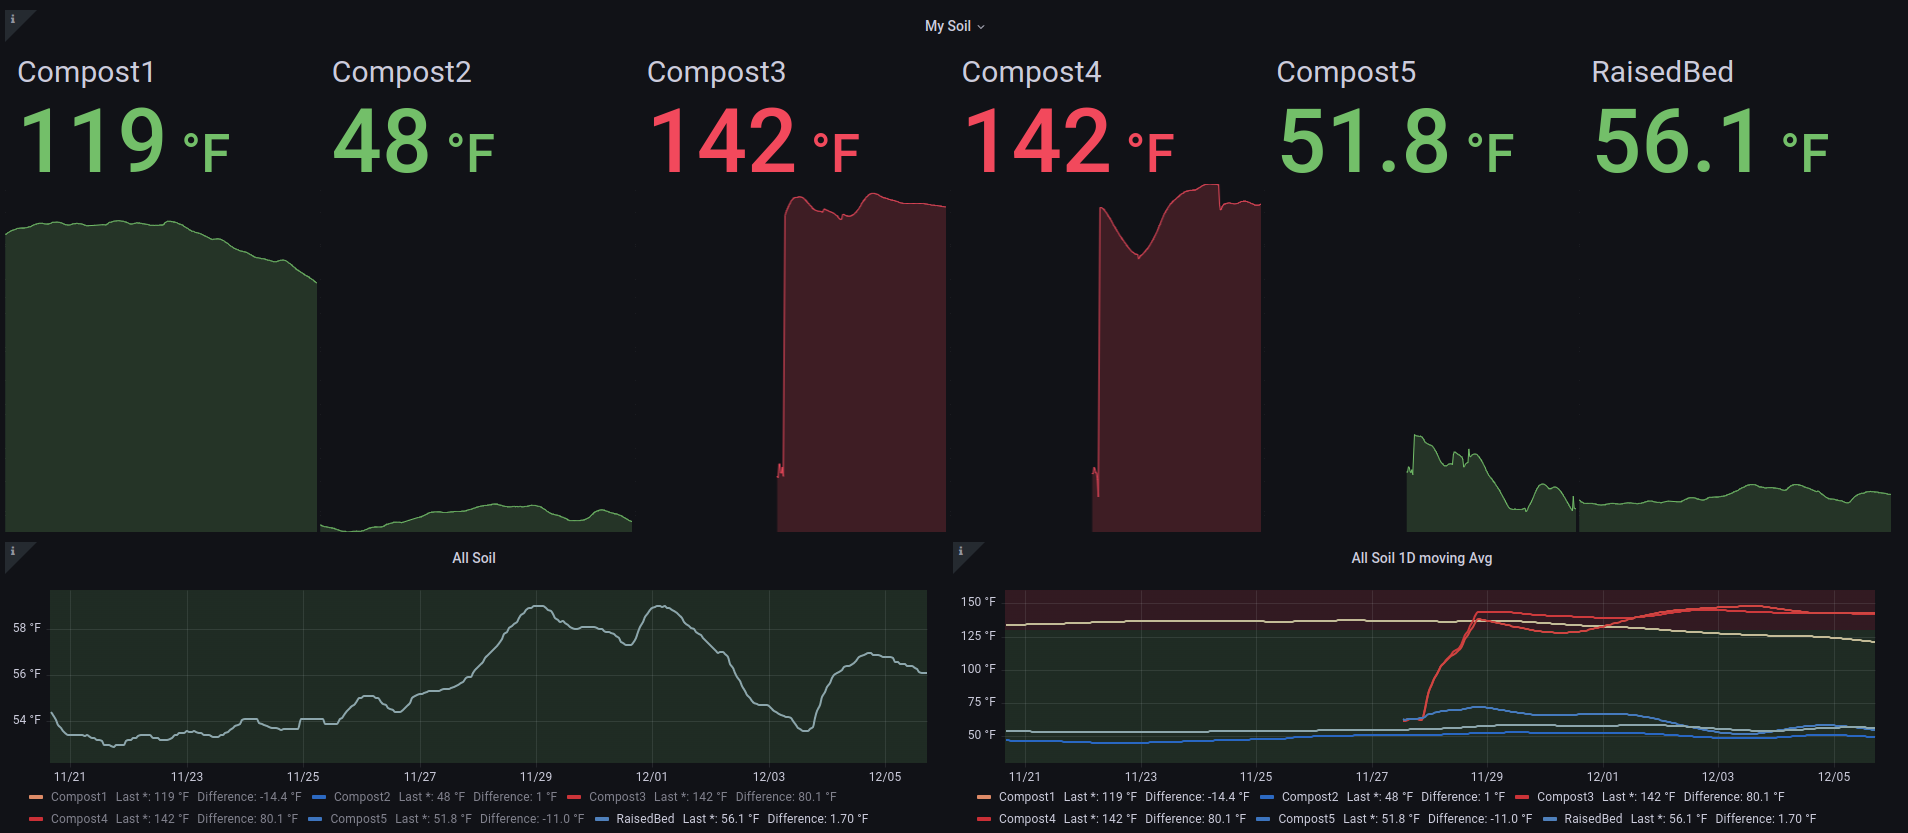 My Soil
Compost1 Compost2 Compost3 Compost4 Compost5 RaisedBed
119 °F 48 °F 142 °F 142 °F 51.8 °F 56.1 °F
All Soil
58 °F
56 °F
54 °F
11/21 11/23 11/25 11/27 11/29 12/01 12/03 12/05
Compost1 Last *: 119 °F Difference: -14.4 °F Compost2 Last *: 48 °F Difference: 1 °F Compost3 Last *: 142 °F Difference: 80.1 °F
Compost4 Last *: 142 °F Difference: 80.1 °F Compost5 Last *: 51.8 °F Difference: -11.0 °F RaisedBed Last *: 56.1 °F Difference: 1.70 °F
All Soil 1D moving Avg
150 °F
125 °F
100 °F
75 °F
50 °F
11/21 11/23 11/25 11/27 11/29 12/01 12/03 12/05
Compost1 Last *: 119 °F Difference: -14.4 °F Compost2 Last *: 48 °F Difference: 1 °F Compost3 Last *: 142 °F Difference: 80.1 °F
Compost4 Last *: 142 °F Difference: 80.1 °F Compost5 Last *: 51.8 °F Difference: -11.0 °F RaisedBed Last *: 56.1 °F Difference: 1.70 °F